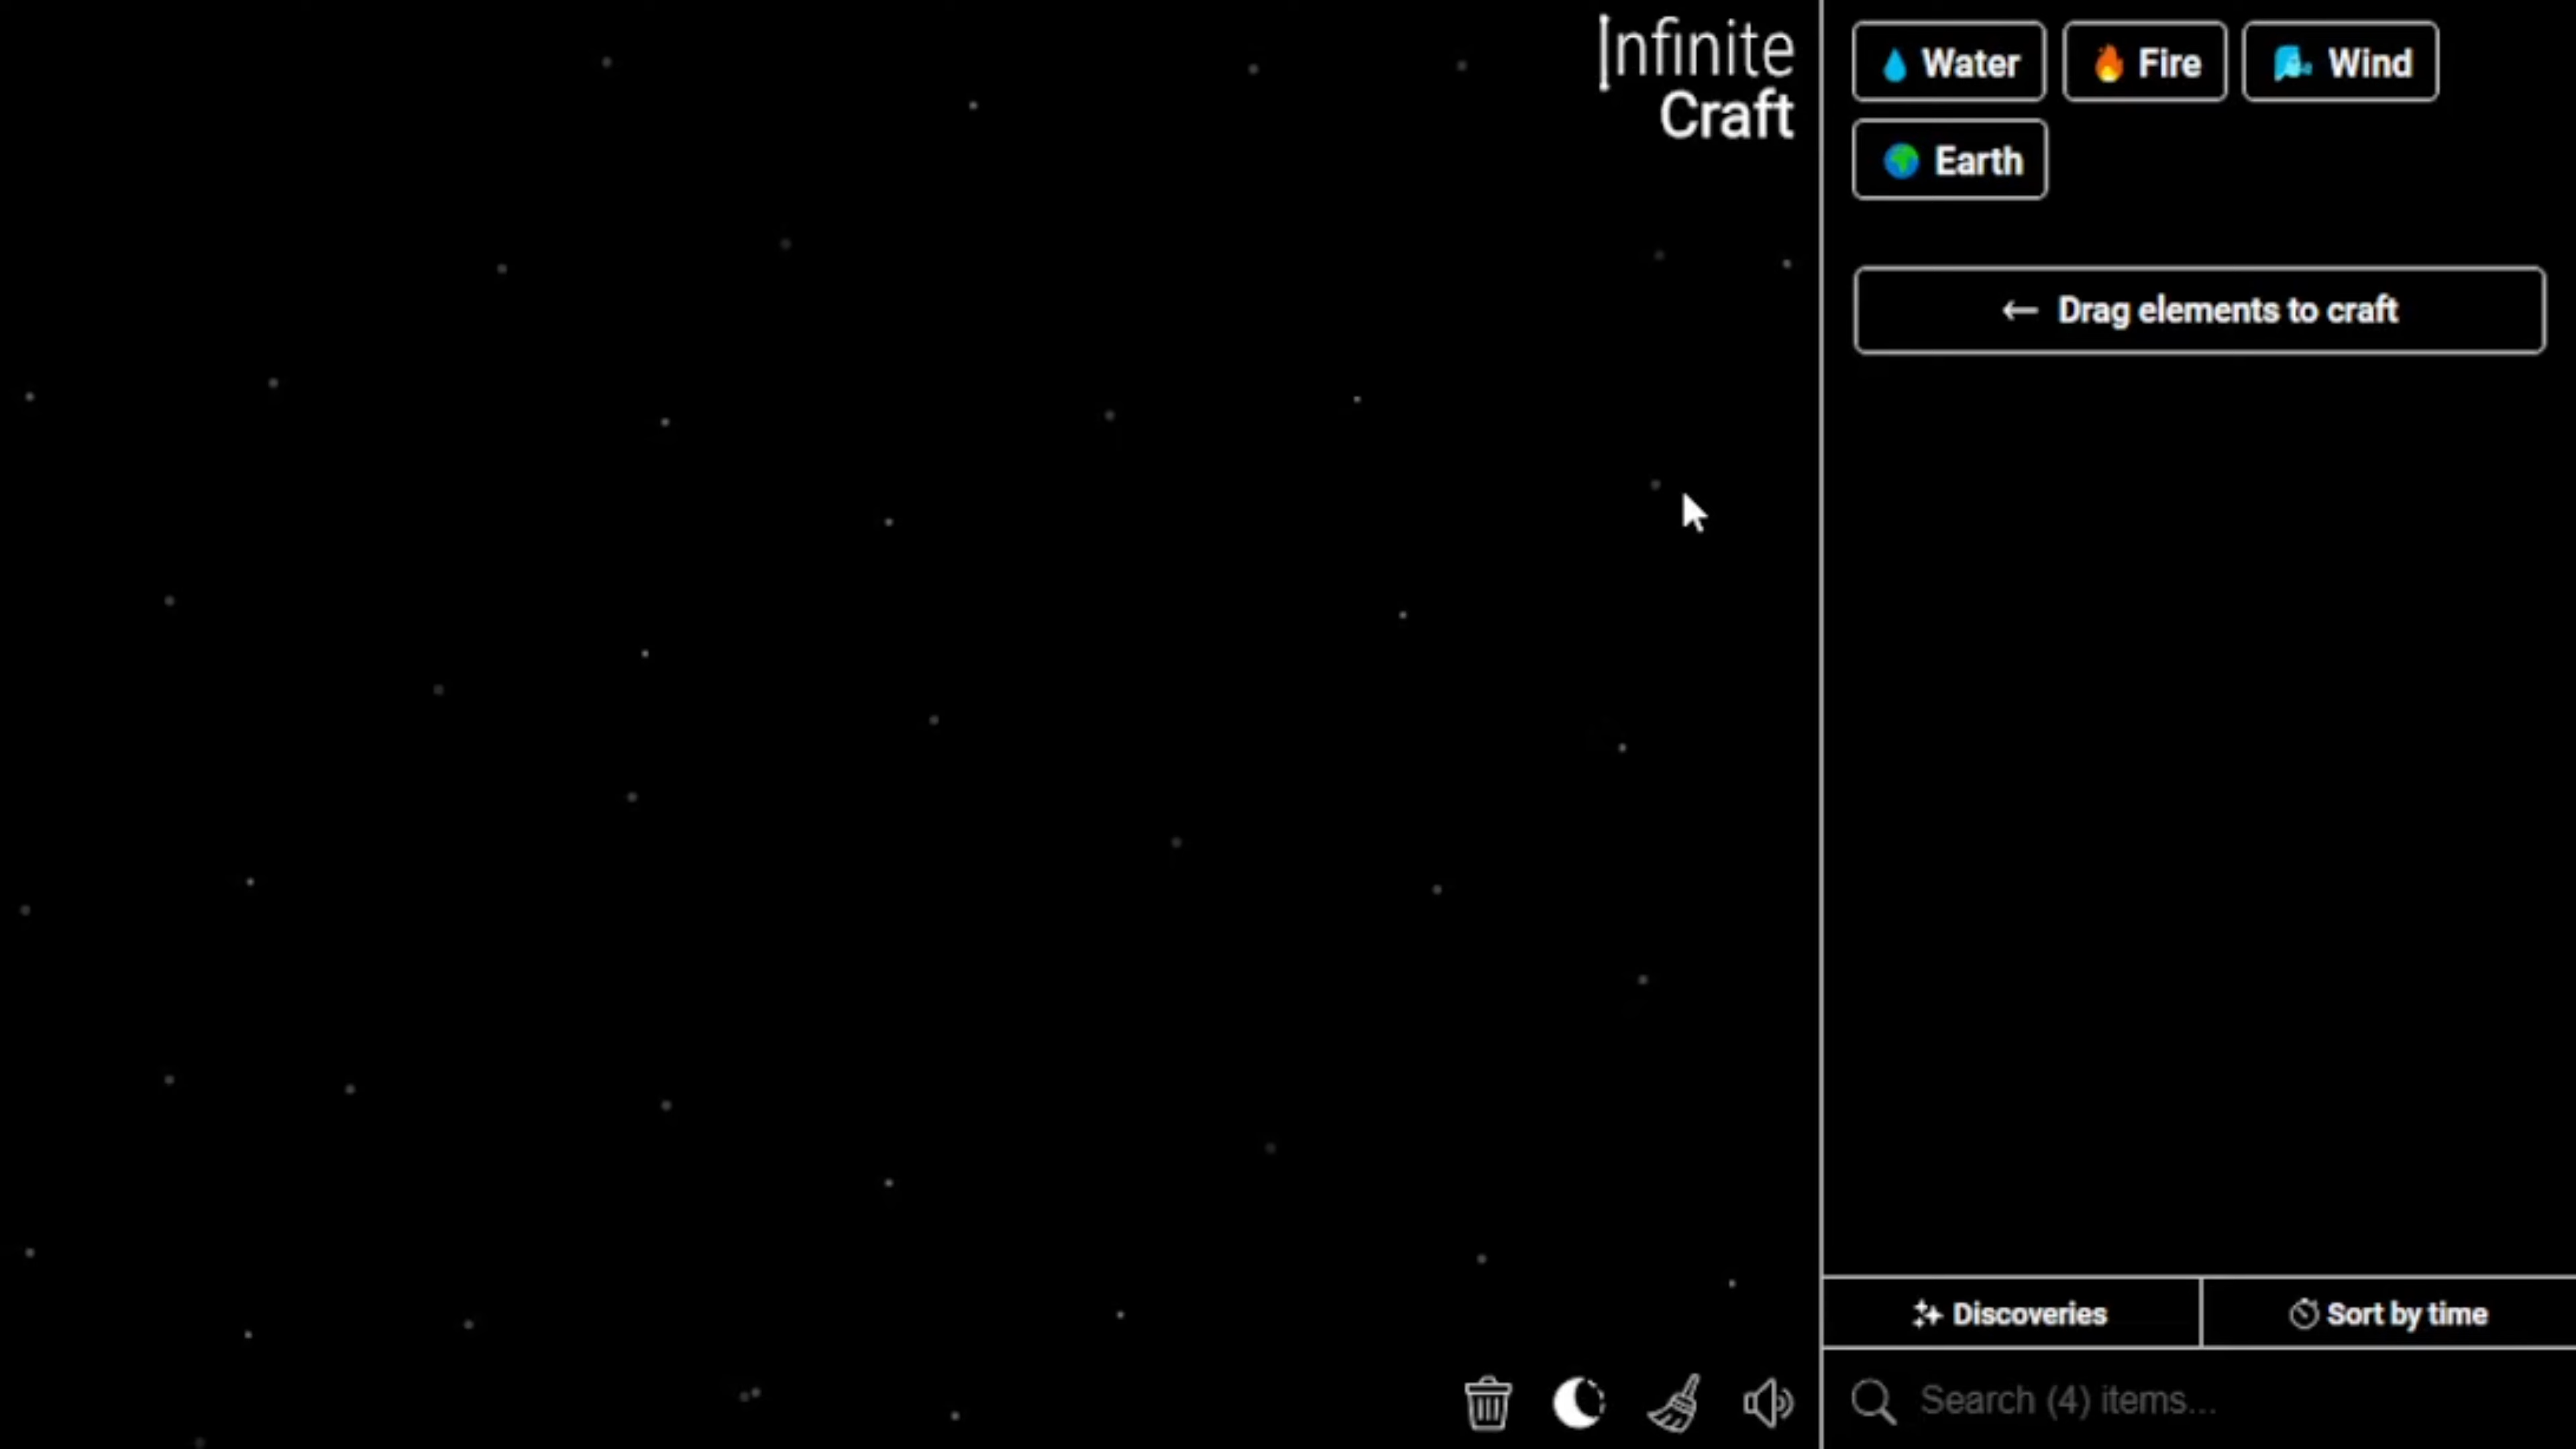 Infinite
Craft
Water
Fire
Wind
Earth
← Drag elements to craft
Discoveries
Sort by time
Search (4) items...